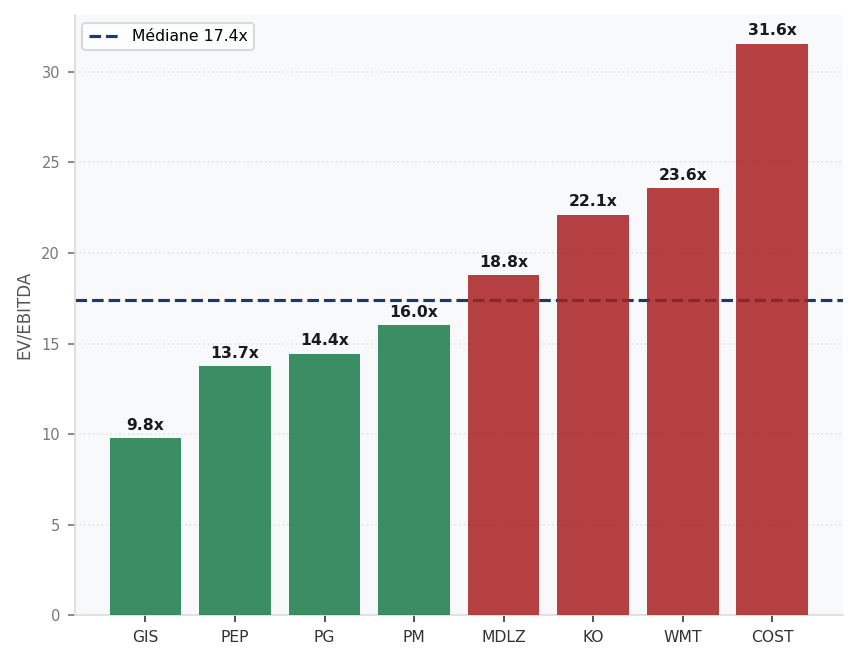 Médiane 17.4x
EV/EBITDA
30
25
20
15
10
5
0
9.8x
13.7x
14.4x
16.0x
18.8x
22.1x
23.6x
31.6x
GIS
PEP
PG
PM
MDLZ
KO
WMT
COST